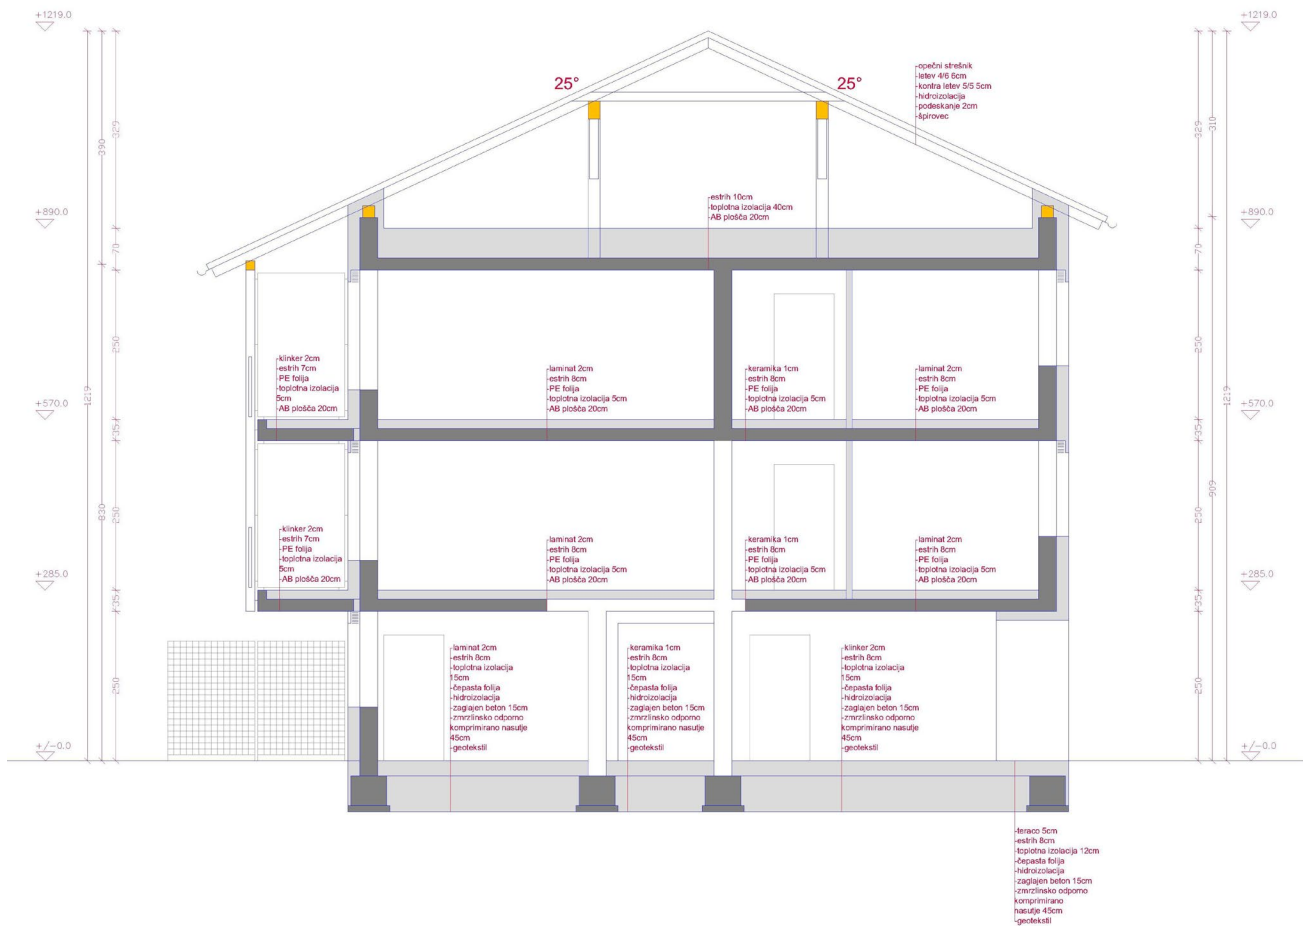 +1219.0
+1219.0
25°
25°
-opečni strešnik
-letev 4/6 6cm
-kontra letev 5/5 5cm
-hidroizolacija
-podeskanje 2cm
-špirovec
329
390
329
310
-estrih 10cm
-toplotna izolacija 40cm
-AB plošča 20cm
+890.0
+890.0
70
70
250
250
-klinker 2cm
-estrih 7cm
-PE folija
-toplotna izolacija
5cm
-AB plošča 20cm
-laminat 2cm
-estrih 8cm
-PE folija
-toplotna izolacija 5cm
-AB plošča 20cm
-keramika 1cm
-estrih 8cm
-PE folija
-toplotna izolacija 5cm
-AB plošča 20cm
-laminat 2cm
-estrih 8cm
-PE folija
-toplotna izolacija 5cm
-AB plošča 20cm
1219
1219
+570.0
+570.0
35
35
830
909
250
250
-klinker 2cm
-estrih 7cm
-PE folija
-toplotna izolacija
5cm
-AB plošča 20cm
-laminat 2cm
-estrih 8cm
-PE folija
-toplotna izolacija 5cm
-AB plošča 20cm
-keramika 1cm
-estrih 8cm
-PE folija
-toplotna izolacija 5cm
-AB plošča 20cm
-laminat 2cm
-estrih 8cm
-PE folija
-toplotna izolacija 5cm
-AB plošča 20cm
+285.0
+285.0
35
35
250
250
-laminat 2cm
-estrih 8cm
-toplotna izolacija
15cm
-čepasta folija
-hidroizolacija
-zaglajen beton 15cm
-zmrzlinsko odporno
komprimirano nasutje
45cm
-geotekstil
-keramika 1cm
-estrih 8cm
-toplotna izolacija
15cm
-čepasta folija
-hidroizolacija
-zaglajen beton 15cm
-zmrzlinsko odporno
komprimirano nasutje
45cm
-geotekstil
-klinker 2cm
-estrih 8cm
-toplotna izolacija
15cm
-čepasta folija
-hidroizolacija
-zaglajen beton 15cm
-zmrzlinsko odporno
komprimirano nasutje
45cm
-geotekstil
+/-0.0
+/-0.0
-teraco 5cm
-estrih 8cm
-toplotna izolacija 12cm
-čepasta folija
-hidroizolacija
-zaglajen beton 15cm
-zmrzlinsko odporno
komprimirano
nasutje 45cm
-geotekstil